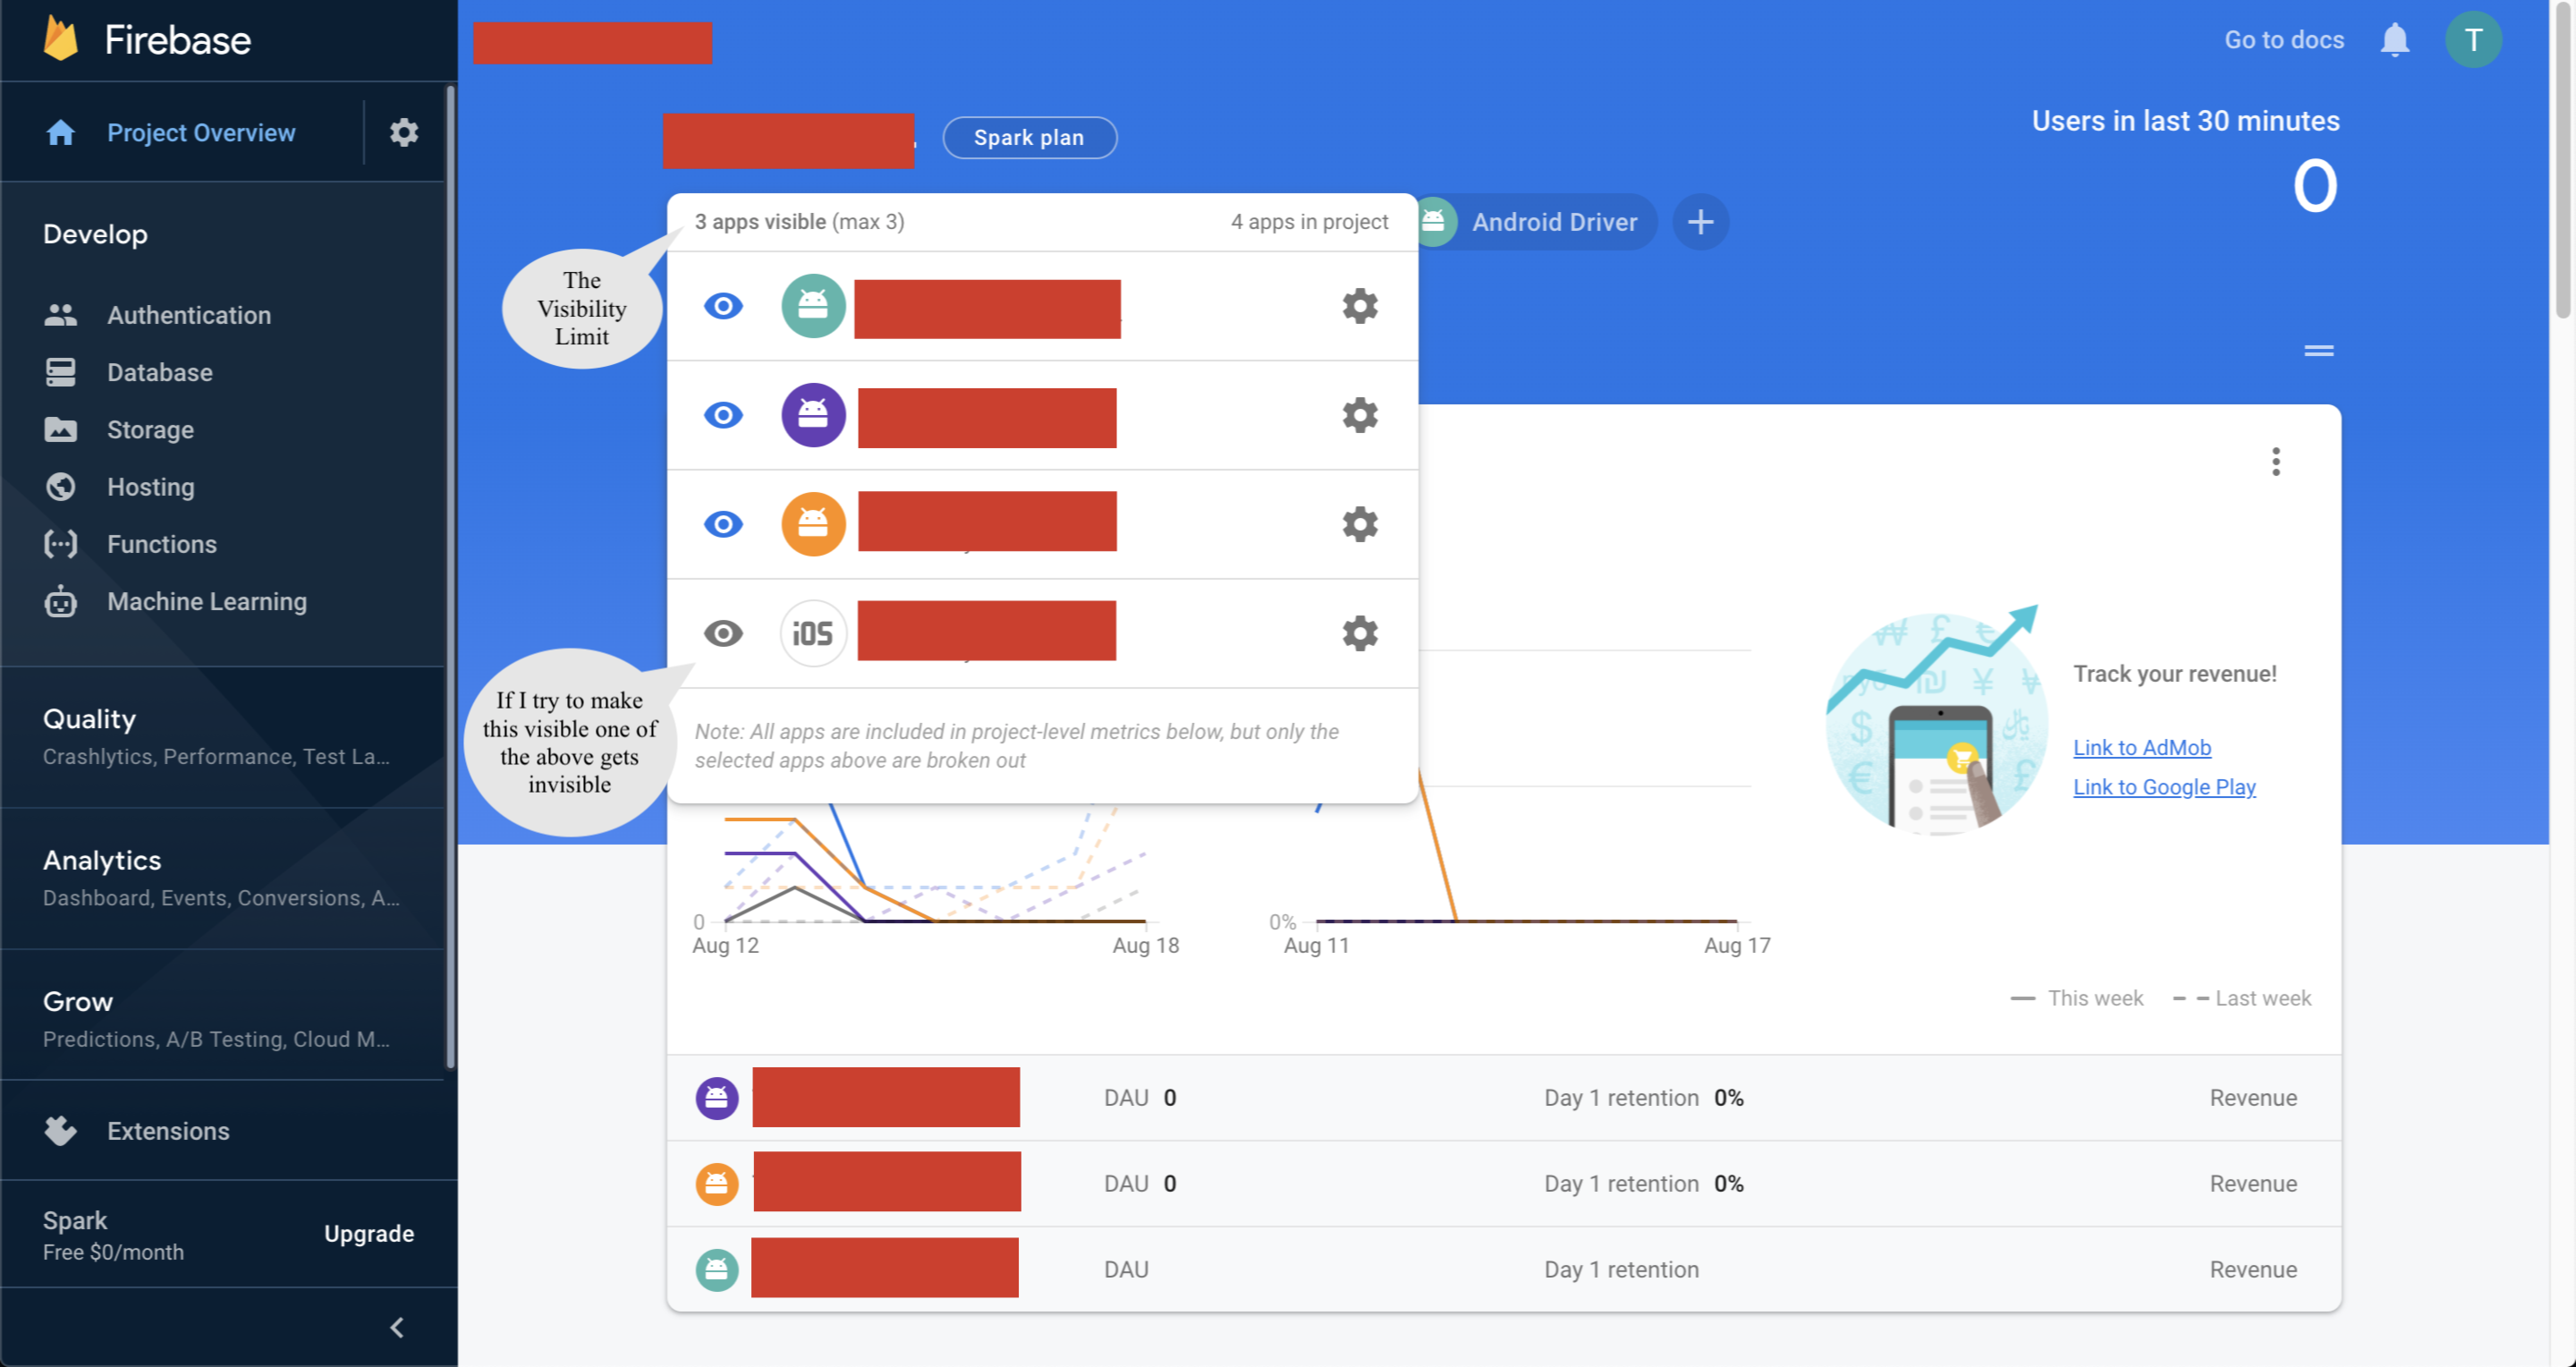 Firebase
Go to docs
T
Project Overview
Spark plan
Users in last 30 minutes
0
3 apps visible (max 3)
4 apps in project
Android Driver
Develop
The
Visibility
Limit
Authentication
Database
Storage
Hosting
Functions
Machine Learning
iOS
If I try to make
this visible one of
the above gets
invisible
Note: All apps are included in project-level metrics below, but only the
selected apps above are broken out
Track your revenue!
Link to AdMob
Link to Google Play
Quality
Crashlytics, Performance, Test La...
Analytics
Dashboard, Events, Conversions, A...
0
Aug 12
Aug 18
0%
Aug 11
Aug 17
This week
Last week
Grow
Predictions, A/B Testing, Cloud M...
DAU 0
Day 1 retention 0%
Revenue
Extensions
DAU 0
Day 1 retention 0%
Revenue
Spark
Free $0/month
Upgrade
DAU
Day 1 retention
Revenue